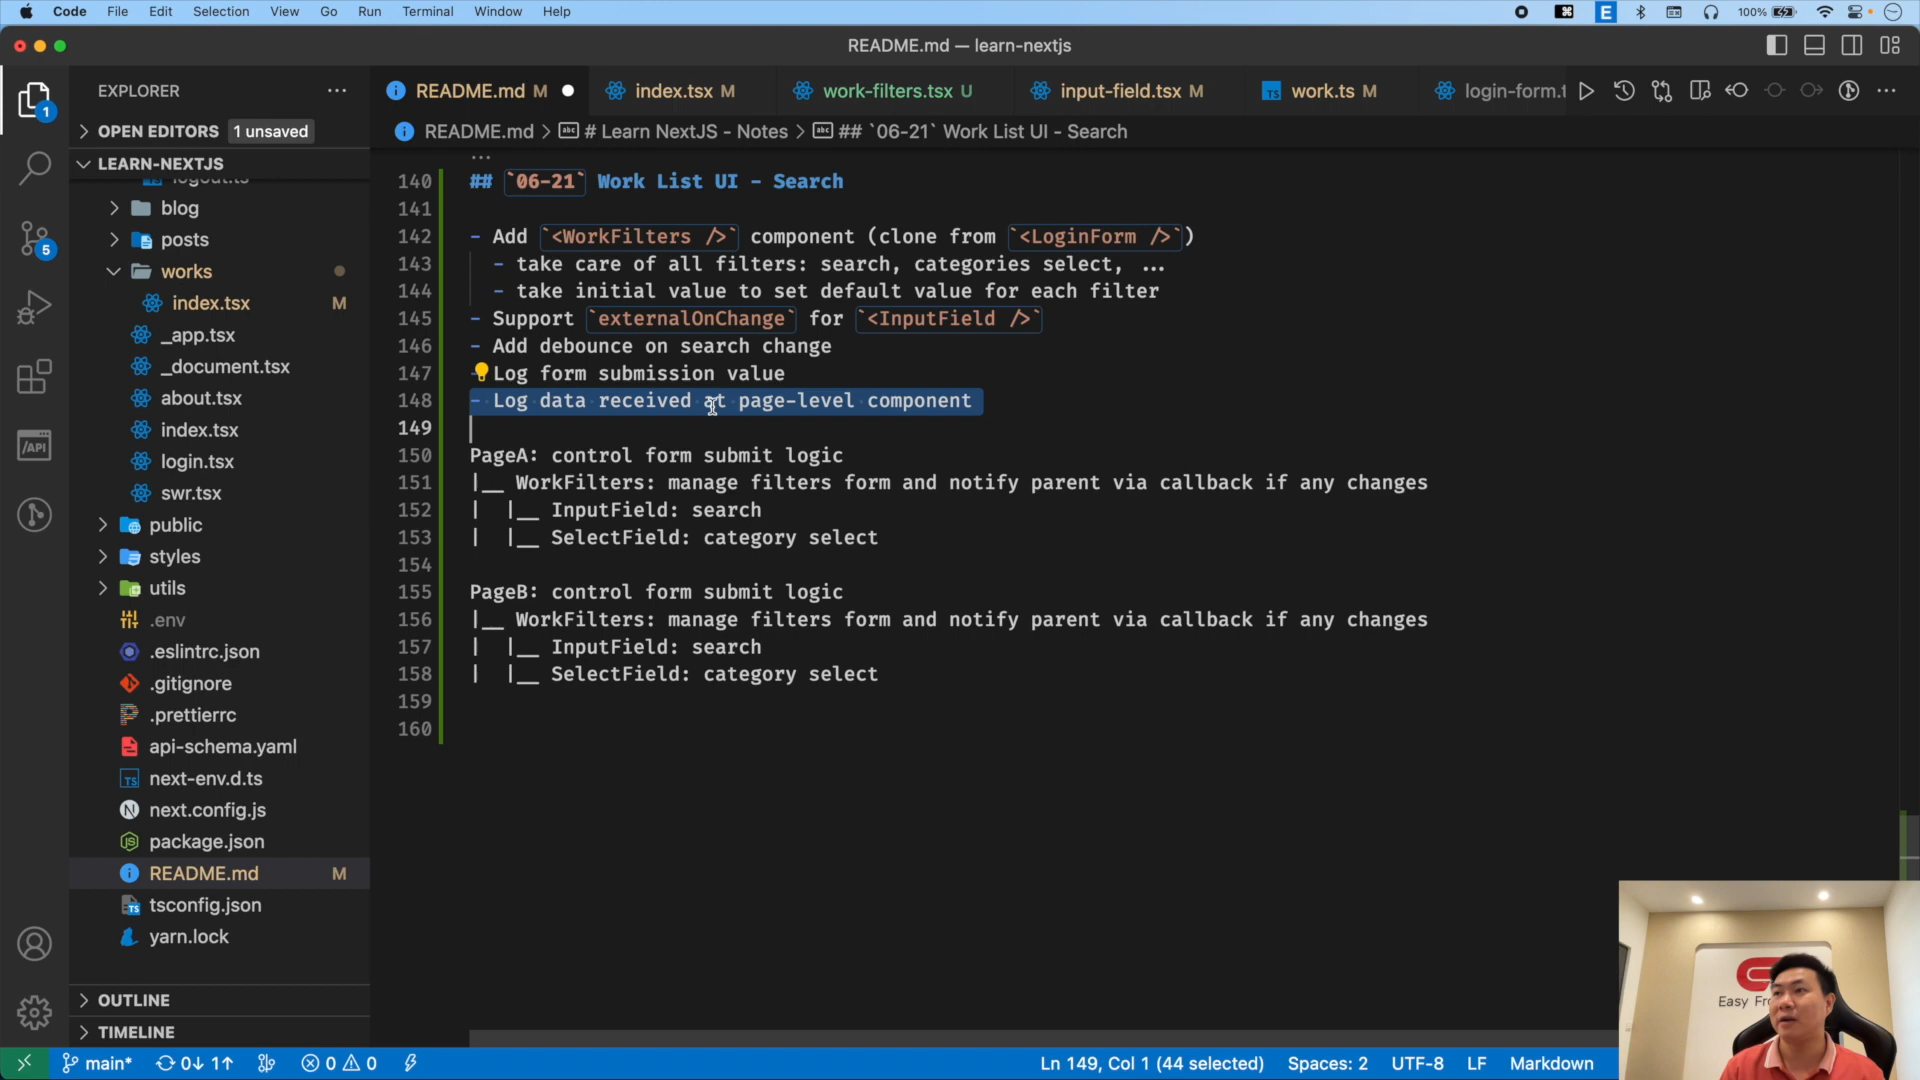 Code File Edit Selection View Go Run Terminal Window Help
E 100%
README.md — learn-nextjs
EXPLORER
README.md M index.tsx M work-filters.tsx U input-field.tsx M TS work.ts M login-form.t
1
OPEN EDITORS 1 unsaved
README.md > # Learn NextJS - Notes > ## `06-21` Work List UI - Search
LEARN-NEXTJS
logout.ts
blog
posts
works
index.tsx M
_app.tsx
_document.tsx
about.tsx
index.tsx
login.tsx
swr.tsx
public
styles
utils
.env
.eslintrc.json
.gitignore
.prettierrc
api-schema.yaml
next-env.d.ts
next.config.js
package.json
README.md M
tsconfig.json
yarn.lock
OUTLINE
TIMELINE
5
/API
140 ## `06-21` Work List UI - Search
141
142 - Add `<WorkFilters />` component (clone from `<LoginForm />`)
143 - take care of all filters: search, categories select, ...
144 - take initial value to set default value for each filter
145 - Support `externalOnChange` for `<InputField />`
146 - Add debounce on search change
147 - Log form submission value
148 - Log data received at page-level component
149
150 PageA: control form submit logic
151 |__ WorkFilters: manage filters form and notify parent via callback if any changes
152 | |__ InputField: search
153 | |__ SelectField: category select
154
155 PageB: control form submit logic
156 |__ WorkFilters: manage filters form and notify parent via callback if any changes
157 | |__ InputField: search
158 | |__ SelectField: category select
159
160
Easy Fro
main* 0↓ 1↑ 0 0 Ln 149, Col 1 (44 selected) Spaces: 2 UTF-8 LF Markdown